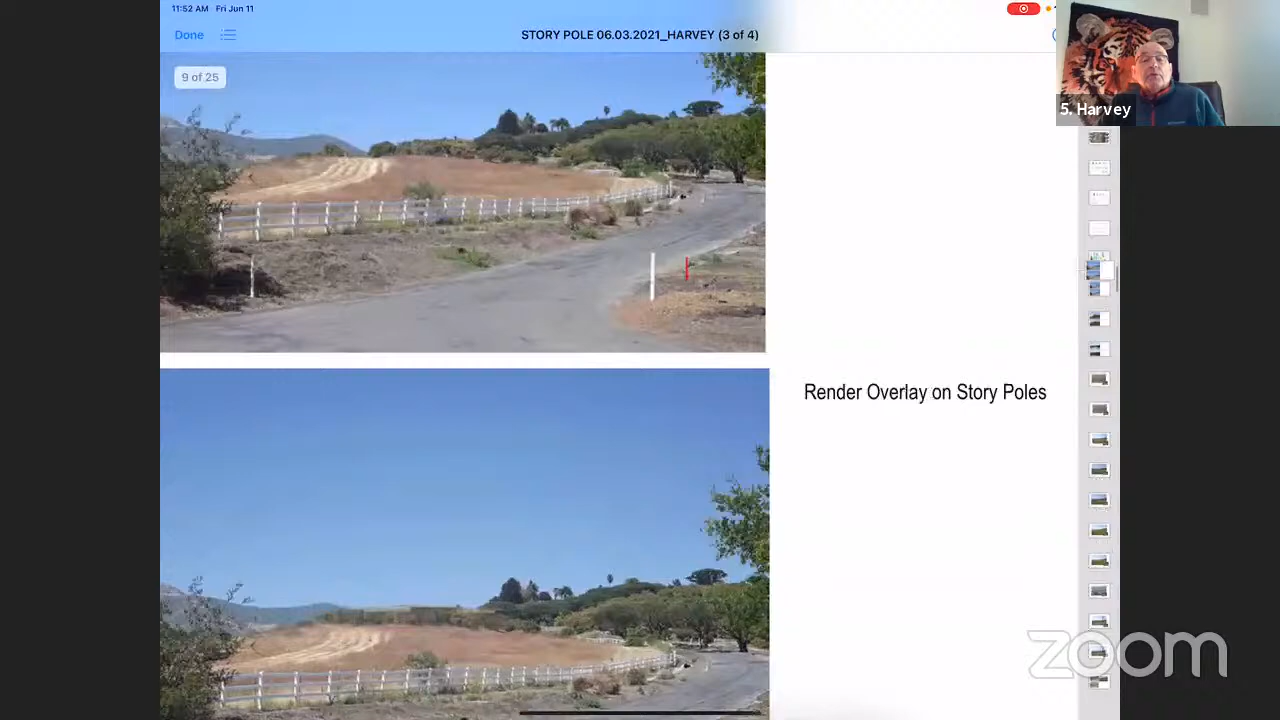 11:52 AM Fri Jun 11
Done
STORY POLE 06.03.2021_HARVEY (3 of 4)
9 of 25
5. Harvey
Render Overlay on Story Poles
zoom